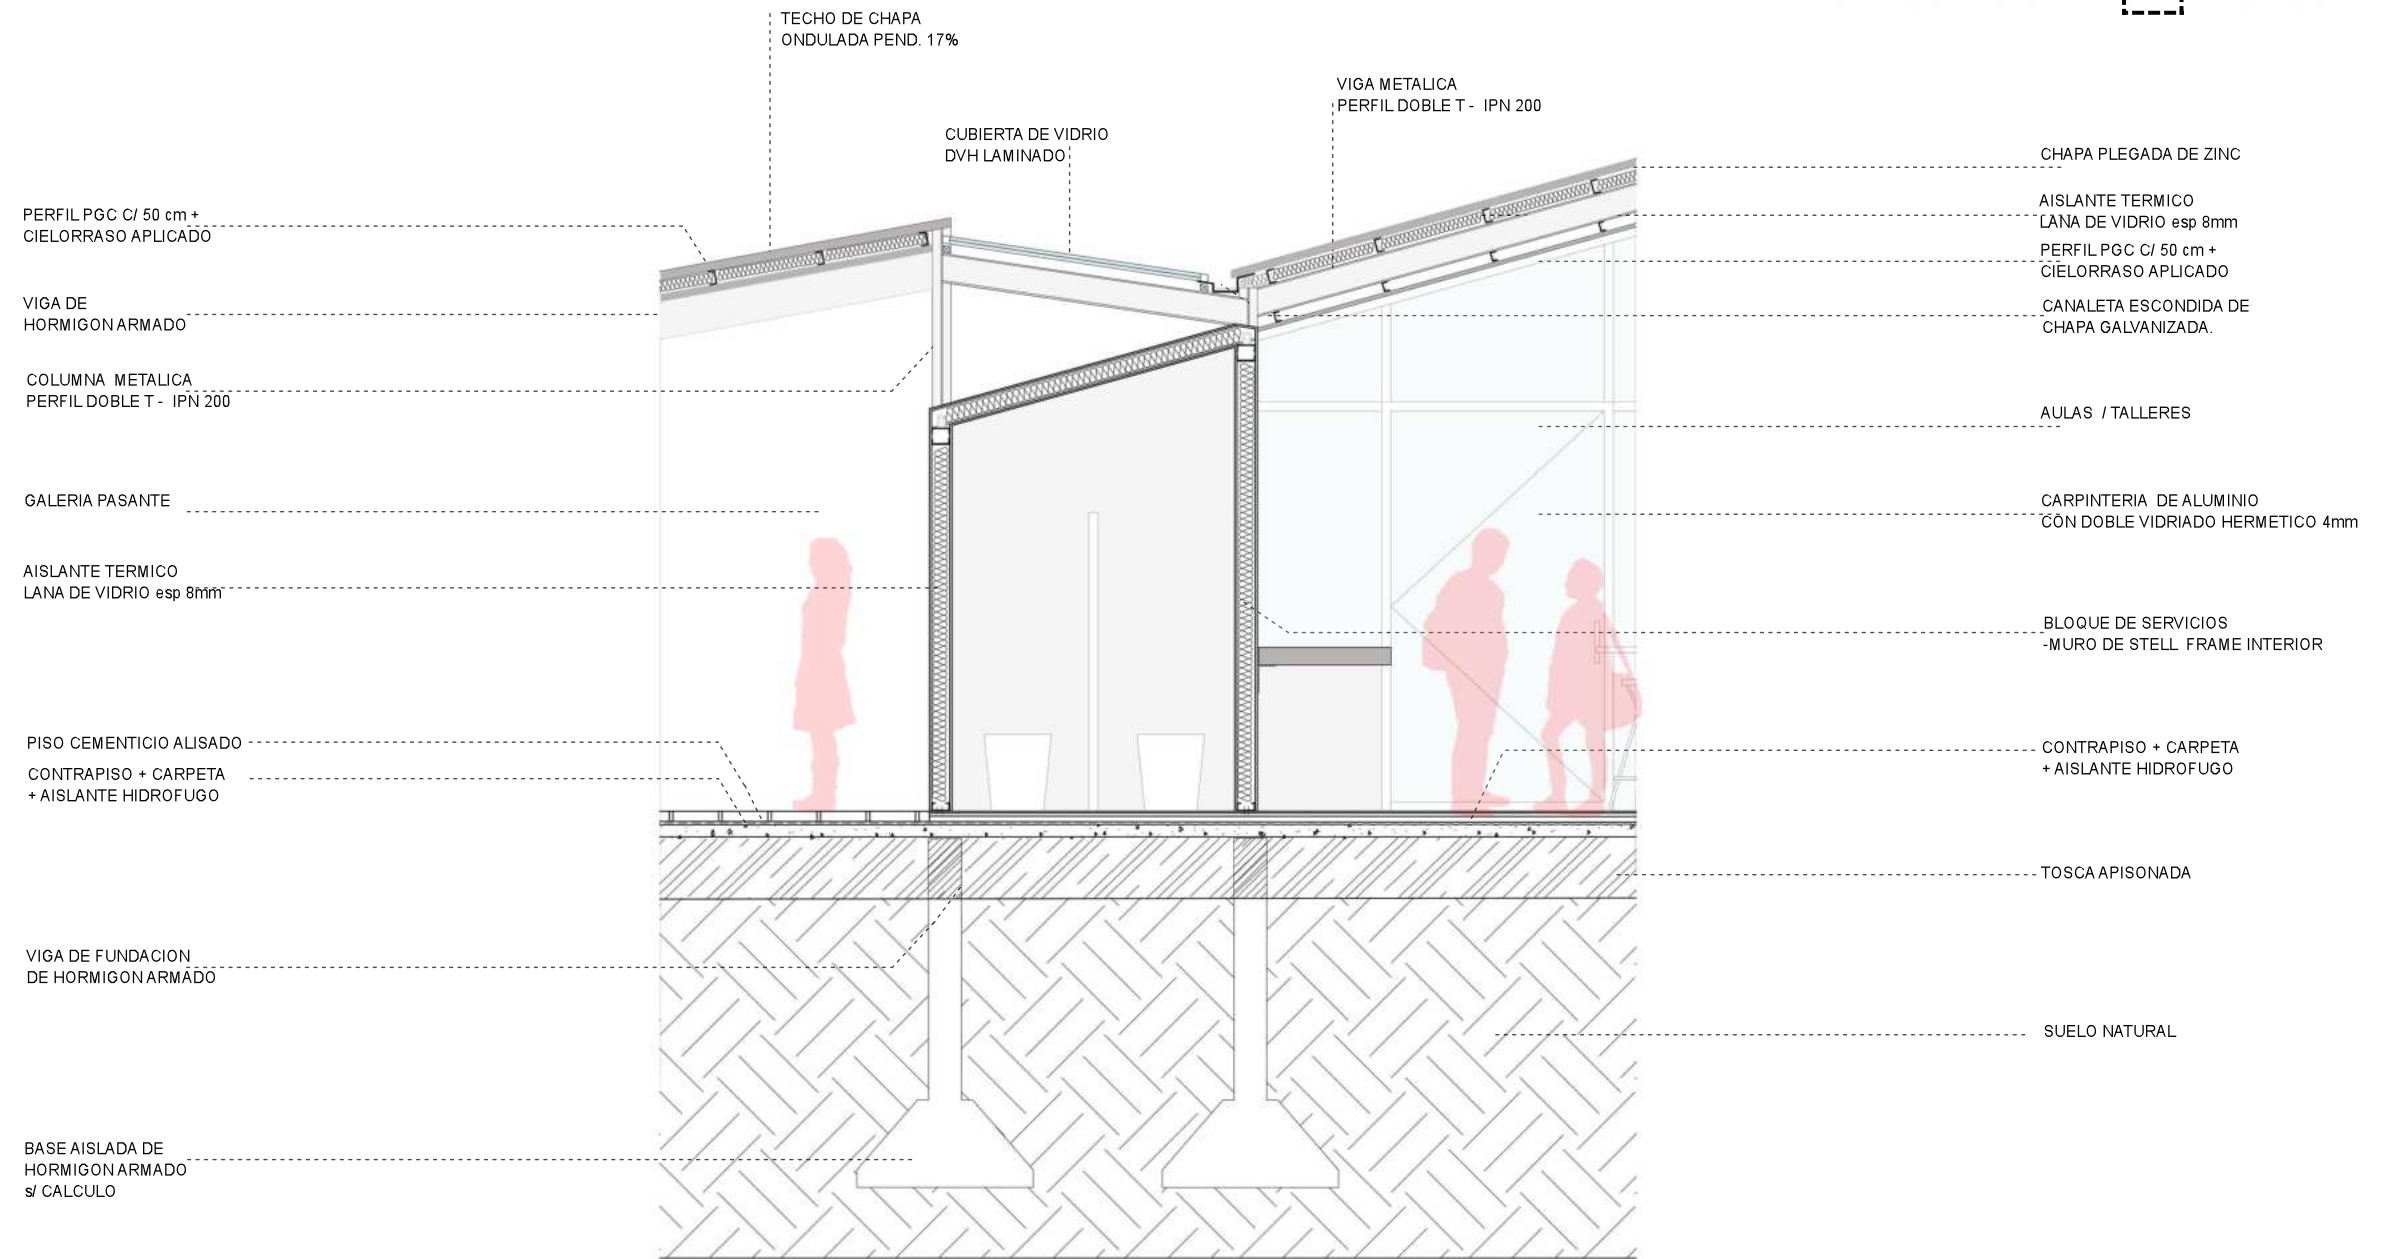 TECHO DE CHAPA
ONDULADA PEND. 17%
VIGA METALICA
PERFIL DOBLE T - IPN 200
CUBIERTA DE VIDRIO
DVH LAMINADO
PERFIL PGC C/ 50 cm +
CIELORRASO APLICADO
VIGA DE
HORMIGON ARMADO
COLUMNA METALICA
PERFIL DOBLE T - IPN 200
GALERIA PASANTE
AISLANTE TERMICO
LANA DE VIDRIO esp 8mm
PISO CEMENTICIO ALISADO
CONTRAPISO + CARPETA
+ AISLANTE HIDROFUGO
VIGA DE FUNDACION
DE HORMIGON ARMADO
BASE AISLADA DE
HORMIGON ARMADO
s/ CALCULO
CHAPA PLEGADA DE ZINC
AISLANTE TERMICO
LANA DE VIDRIO esp 8mm
PERFIL PGC C/ 50 cm +
CIELORRASO APLICADO
CANALETA ESCONDIDA DE
CHAPA GALVANIZADA.
AULAS / TALLERES
CARPINTERIA DE ALUMINIO
CON DOBLE VIDRIADO HERMETICO 4mm
BLOQUE DE SERVICIOS
-MURO DE STELL FRAME INTERIOR
CONTRAPISO + CARPETA
+ AISLANTE HIDROFUGO
TOSCA APISONADA
SUELO NATURAL